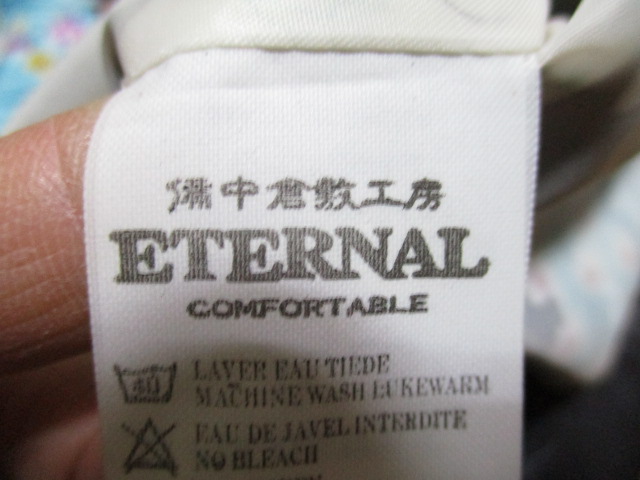 備中倉敷工房
ETERNAL
COMFORTABLE
40 LAVER EAU TIEDE
MACHINE WASH LUKEWARM
EAU DE JAVEL INTERDITE
NO BLEACH